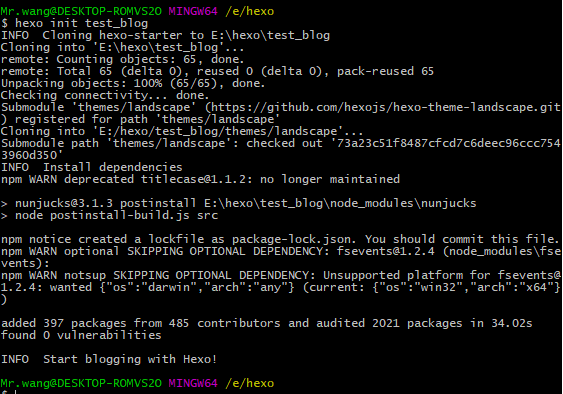 Mr.wang@DESKTOP-ROMVS2O MINGW64 /e/hexo
$ hexo init test_blog
INFO  Cloning hexo-starter to E:\hexo\test_blog
Cloning into 'E:\hexo\test_blog'...
remote: Counting objects: 65, done.
remote: Total 65 (delta 0), reused 0 (delta 0), pack-reused 65
Unpacking objects: 100% (65/65), done.
Checking connectivity... done.
Submodule 'themes/landscape' (https://github.com/hexojs/hexo-theme-landscape.git
) registered for path 'themes/landscape'
Cloning into 'E:/hexo/test_blog/themes/landscape'...
Submodule path 'themes/landscape': checked out '73a23c51f8487cfcd7c6deec96ccc754
3960d350'
INFO  Install dependencies
npm WARN deprecated titlecase@1.1.2: no longer maintained
> nunjucks@3.1.3 postinstall E:\hexo\test_blog\node_modules\nunjucks
> node postinstall-build.js src
npm notice created a lockfile as package-lock.json. You should commit this file.
npm WARN optional SKIPPING OPTIONAL DEPENDENCY: fsevents@1.2.4 (node_modules\fse
vents):
npm WARN notsup SKIPPING OPTIONAL DEPENDENCY: Unsupported platform for fsevents@
1.2.4: wanted {"os":"darwin","arch":"any"} (current: {"os":"win32","arch":"x64"}
)
added 397 packages from 485 contributors and audited 2021 packages in 34.02s
found 0 vulnerabilities
INFO  Start blogging with Hexo!
Mr.wang@DESKTOP-ROMVS2O MINGW64 /e/hexo
$